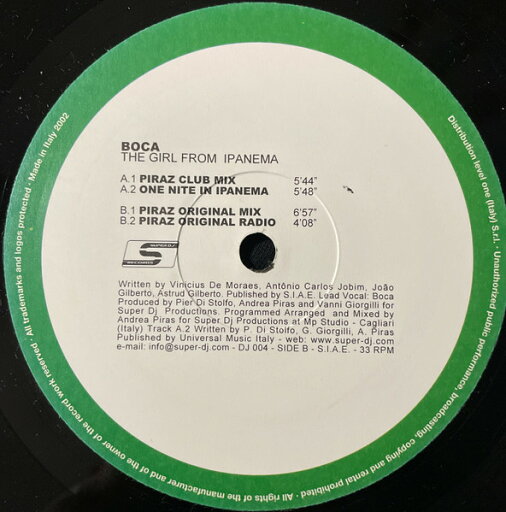 BOCA
THE GIRL FROM IPANEMA
A.1 PIRAZ CLUB MIX 5'44"
A.2 ONE NITE IN IPANEMA 5'48"
B.1 PIRAZ ORIGINAL MIX 6'57"
B.2 PIRAZ ORIGINAL RADIO 4'08"
S
SUPER DJ
RECORDS
Written by Vinicius De Moraes, Antônio Carlos Jobim, João
Gilberto, Astrud Gilberto. Published by S.I.A.E. Lead Vocal: Boca
Produced by Pier Di Stolfo, Andrea Piras and Vanni Giorgilli for
Super Dj Productfans. Programmed Arranged and Mixed by
Andrea Piras for Super Dj Productions at Mp Studio - Cagliari
(Italy) Track A.2 Written by P. Di Stolfo, G. Giorgilli, A. Piras
Published by Universal Music Italy - web: www.super-dj.com
e-mail: info@super-dj.com - DJ 004 - SIDE B - S.I.A.E. - 33 RPM
Distribution level one (Italy) S.r.l. · Unauthorized public performance, broadcasting, copying and rental prohibited · All rights of the manufacturer and of the owner of the record work reserved · All trademarks and logos protected · Made in Italy 2002